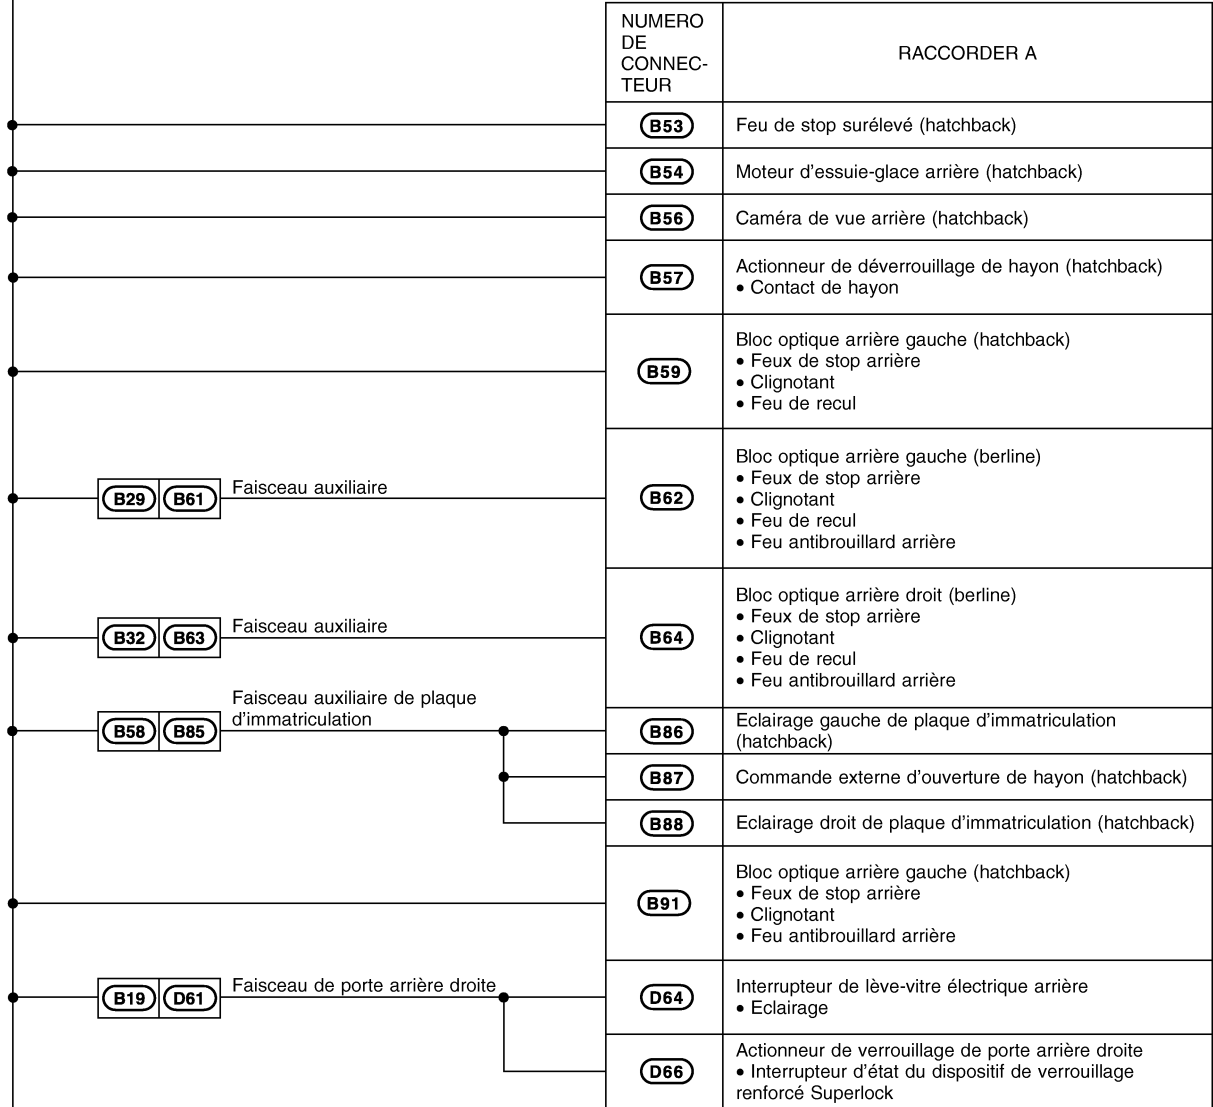 NUMERO
DE
CONNEC-
TEUR
RACCORDER A
B53
Feu de stop surélevé (hatchback)
B54
Moteur d'essuie-glace arrière (hatchback)
B56
Caméra de vue arrière (hatchback)
B57
Actionneur de déverrouillage de hayon (hatchback)
• Contact de hayon
B59
Bloc optique arrière gauche (hatchback)
• Feux de stop arrière
• Clignotant
• Feu de recul
B29 B61
Faisceau auxiliaire
B62
Bloc optique arrière gauche (berline)
• Feux de stop arrière
• Clignotant
• Feu de recul
• Feu antibrouillard arrière
B32 B63
Faisceau auxiliaire
B64
Bloc optique arrière droit (berline)
• Feux de stop arrière
• Clignotant
• Feu de recul
• Feu antibrouillard arrière
B58 B85
Faisceau auxiliaire de plaque
d'immatriculation
B86
Eclairage gauche de plaque d'immatriculation
(hatchback)
B87
Commande externe d'ouverture de hayon (hatchback)
B88
Eclairage droit de plaque d'immatriculation (hatchback)
B91
Bloc optique arrière gauche (hatchback)
• Feux de stop arrière
• Clignotant
• Feu antibrouillard arrière
B19 D61
Faisceau de porte arrière droite
D64
Interrupteur de lève-vitre électrique arrière
• Eclairage
D66
Actionneur de verrouillage de porte arrière droite
• Interrupteur d'état du dispositif de verrouillage
renforcé Superlock